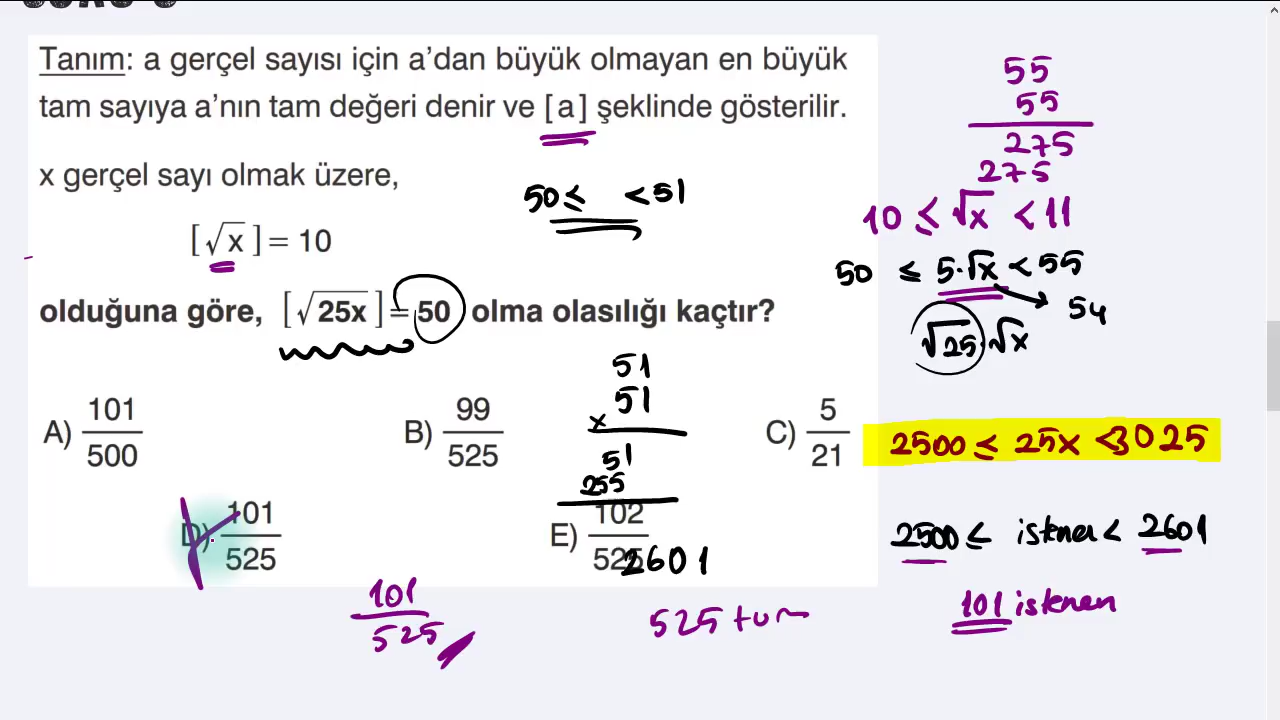 Tanım: a gerçel sayısı için a'dan büyük olmayan en büyük
tam sayıya a'nın tam değeri denir ve [a] şeklinde gösterilir.
x gerçel sayı olmak üzere,
[√x] = 10
olduğuna göre, [√25x] = 50 olma olasılığı kaçtır?
A) 101/500
B) 99/525
C) 5/21
D) 101/525
E) 102/525
50 ≤ < 51
51
x 51
51
255
2601
55
55
275
275
10 ≤ √x < 11
50 ≤ 5·√x < 55
54
√25·√x
2500 ≤ 25x < 3025
2500 ≤ istenen < 2601
101 istenen
525 tüm
101/525